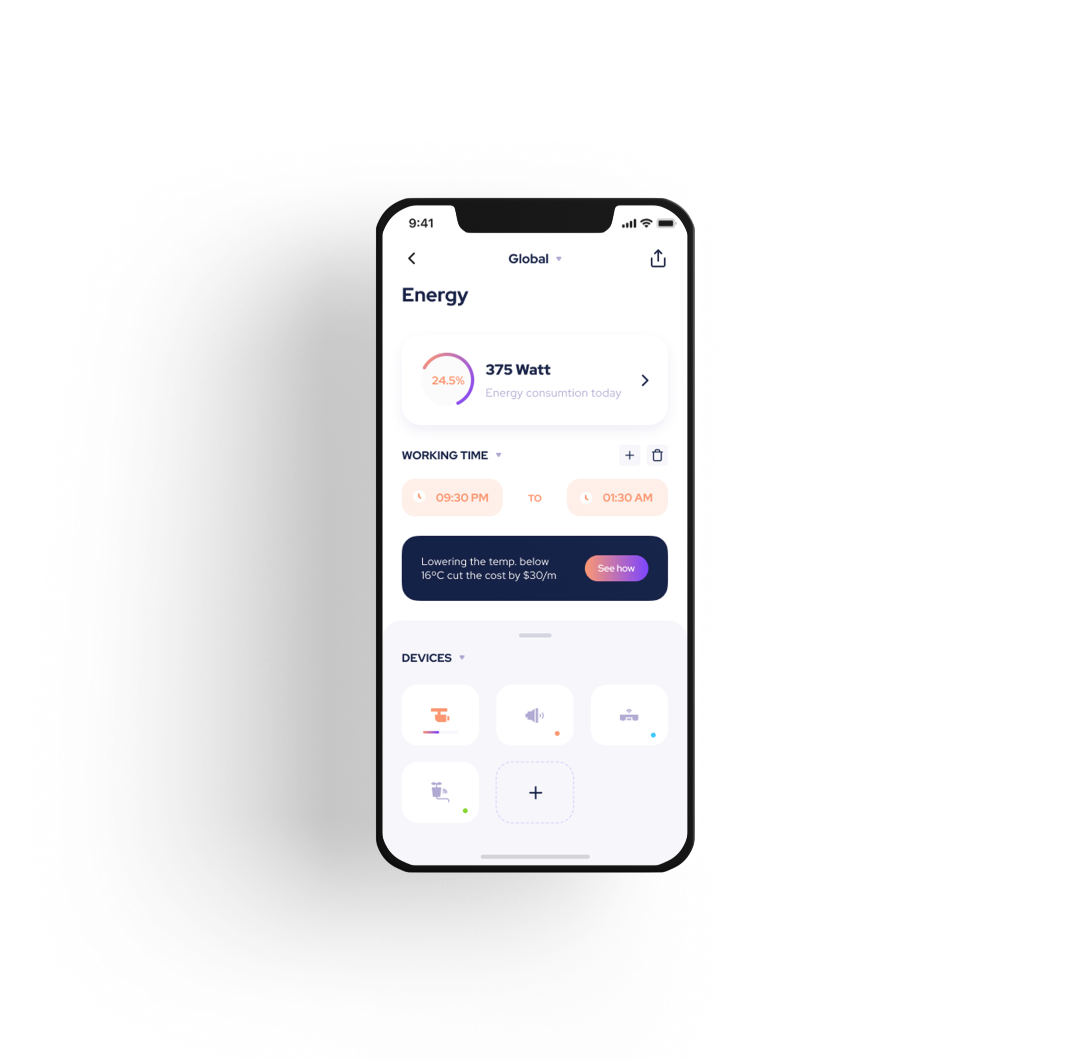 9:41
Global
Energy
24.5%
375 Watt
Energy consumtion today
WORKING TIME
09:30 PM
TO
01:30 AM
Lowering the temp. below
16ºC cut the cost by $30/m
See how
DEVICES